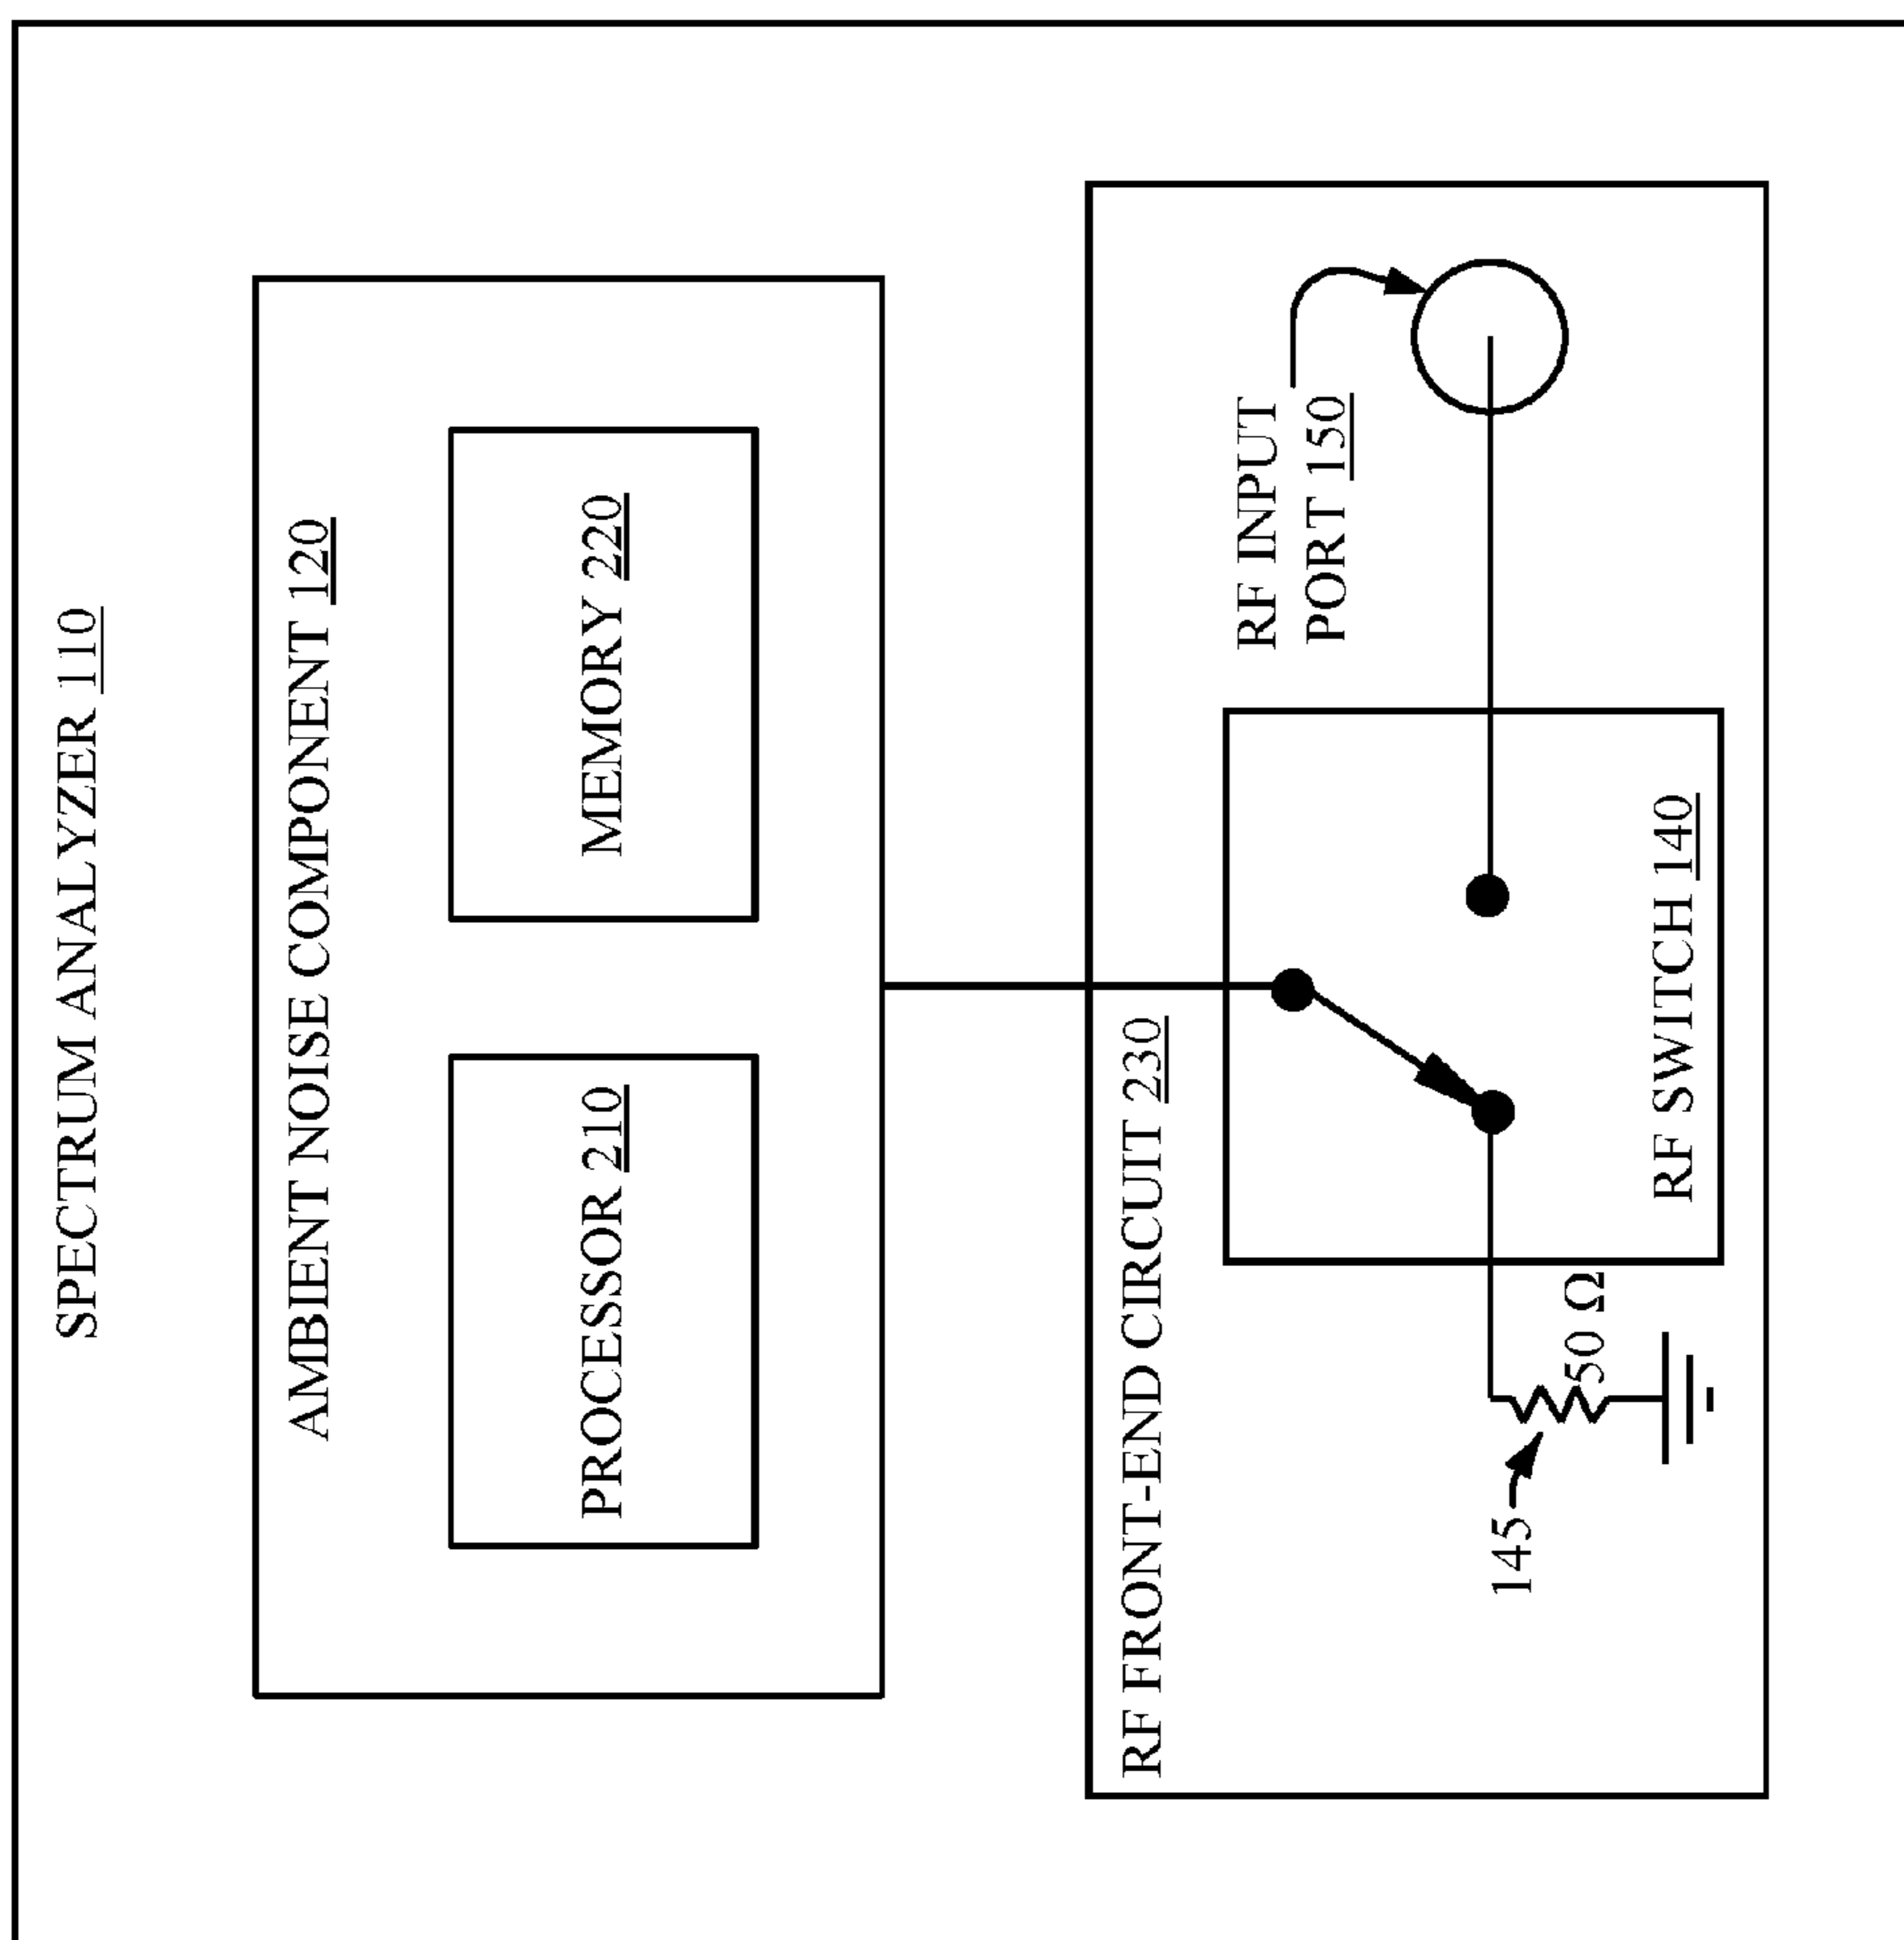 SPECTRUM ANALYZER 110
AMBIENT NOISE COMPONENT 120
PROCESSOR 210
MEMORY 220
RF FRONT-END CIRCUIT 230
RF INPUT
PORT 150
145
50 Ω
RF SWITCH 140